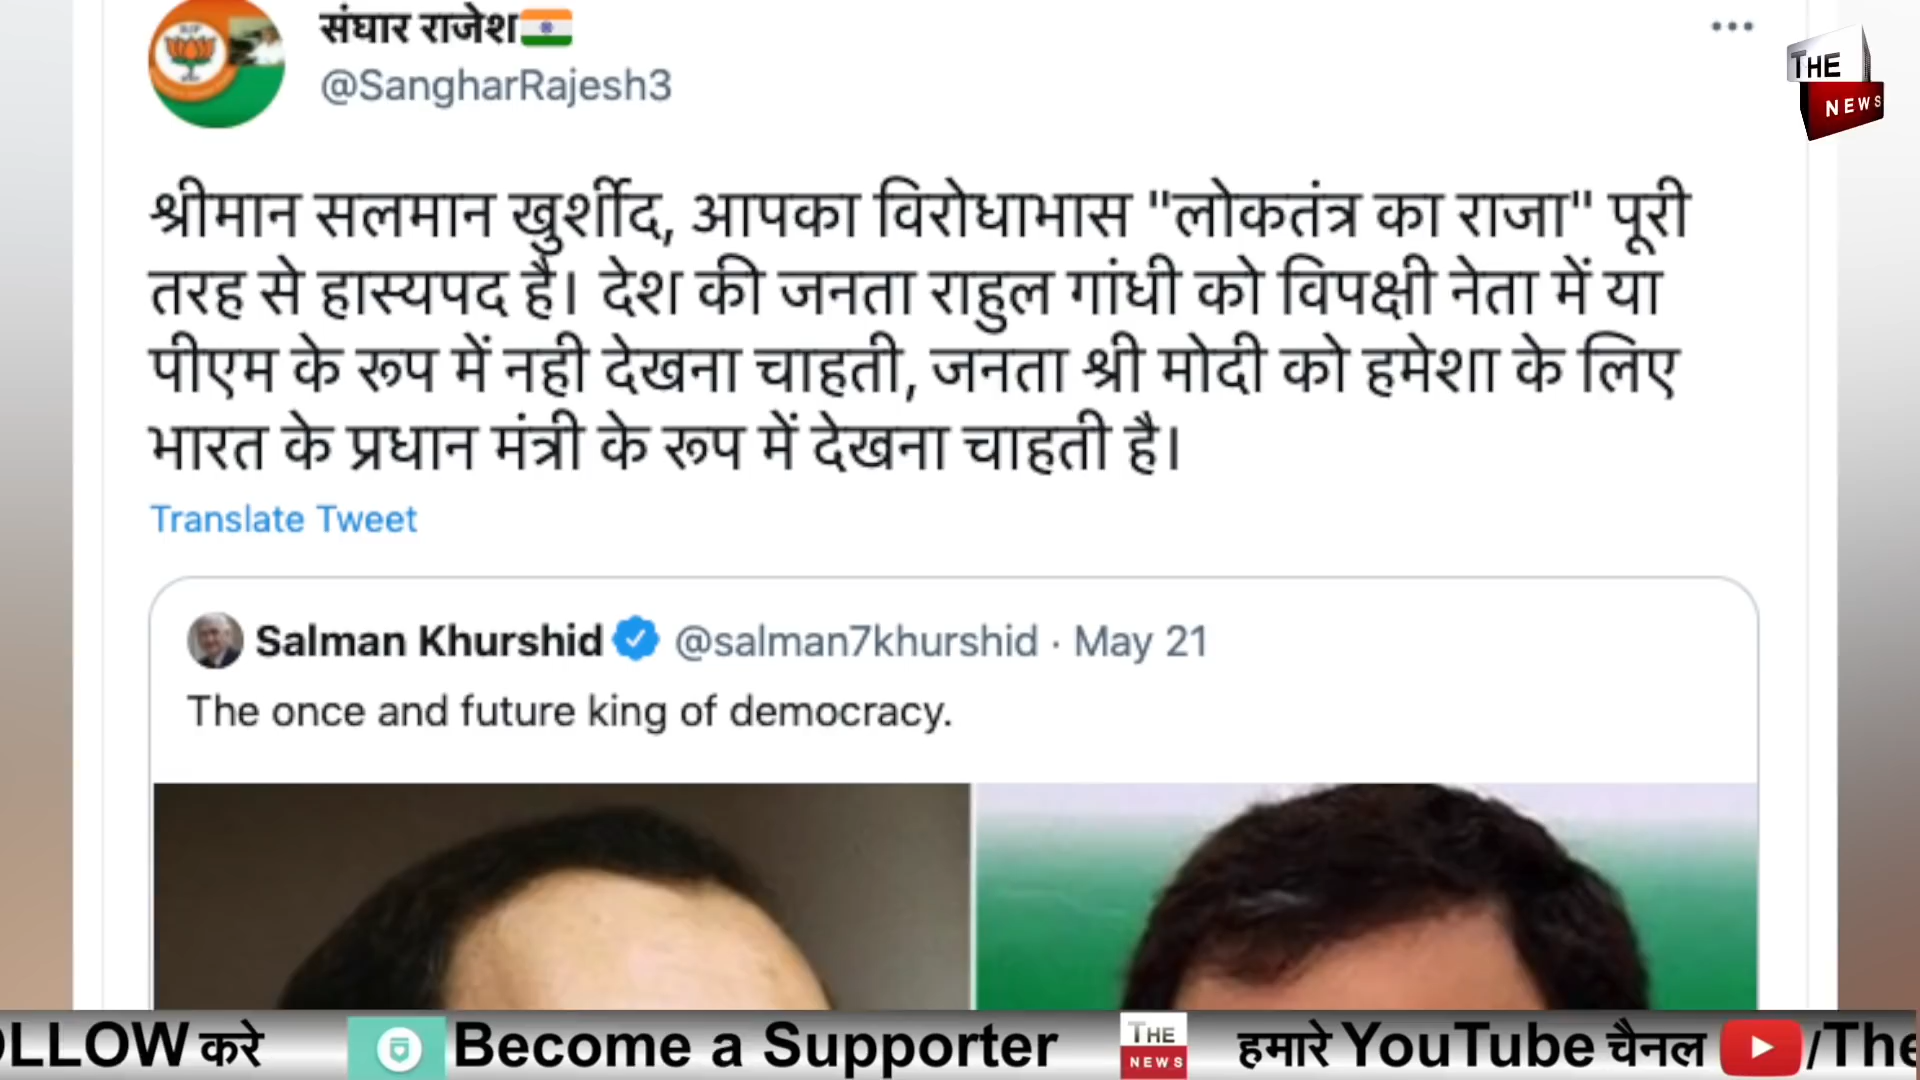 संघार राजेश
@SangharRajesh3
THE
NEWS
श्रीमान सलमान खुर्शीद, आपका विरोधाभास "लोकतंत्र का राजा" पूरी
तरह से हास्यपद है। देश की जनता राहुल गांधी को विपक्षी नेता में या
पीएम के रूप में नही देखना चाहती, जनता श्री मोदी को हमेशा के लिए
भारत के प्रधान मंत्री के रूप में देखना चाहती है।
Translate Tweet
Salman Khurshid @salman7khurshid · May 21
The once and future king of democracy.
OLLOW करे Become a Supporter THE NEWS हमारे YouTube चैनल /The